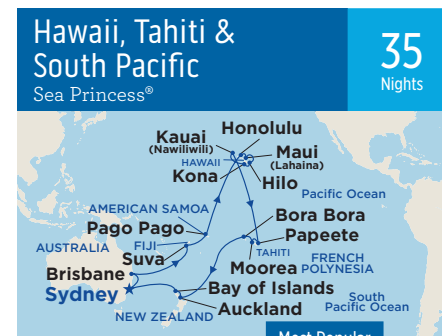 Hawaii, Tahiti &
South Pacific
Sea Princess®
35
Nights
Honolulu
Kauai
(Nawiliwili)
Maui
(Lahaina)
HAWAII
Kona
Hilo
Pacific Ocean
AMERICAN SAMOA
Bora Bora
Pago Pago
Papeete
FIJI
AUSTRALIA
TAHITI
Suva
Moorea
FRENCH
POLYNESIA
Brisbane
Bay of Islands
Sydney
South
Pacific Ocean
Auckland
NEW ZEALAND
Most Popular